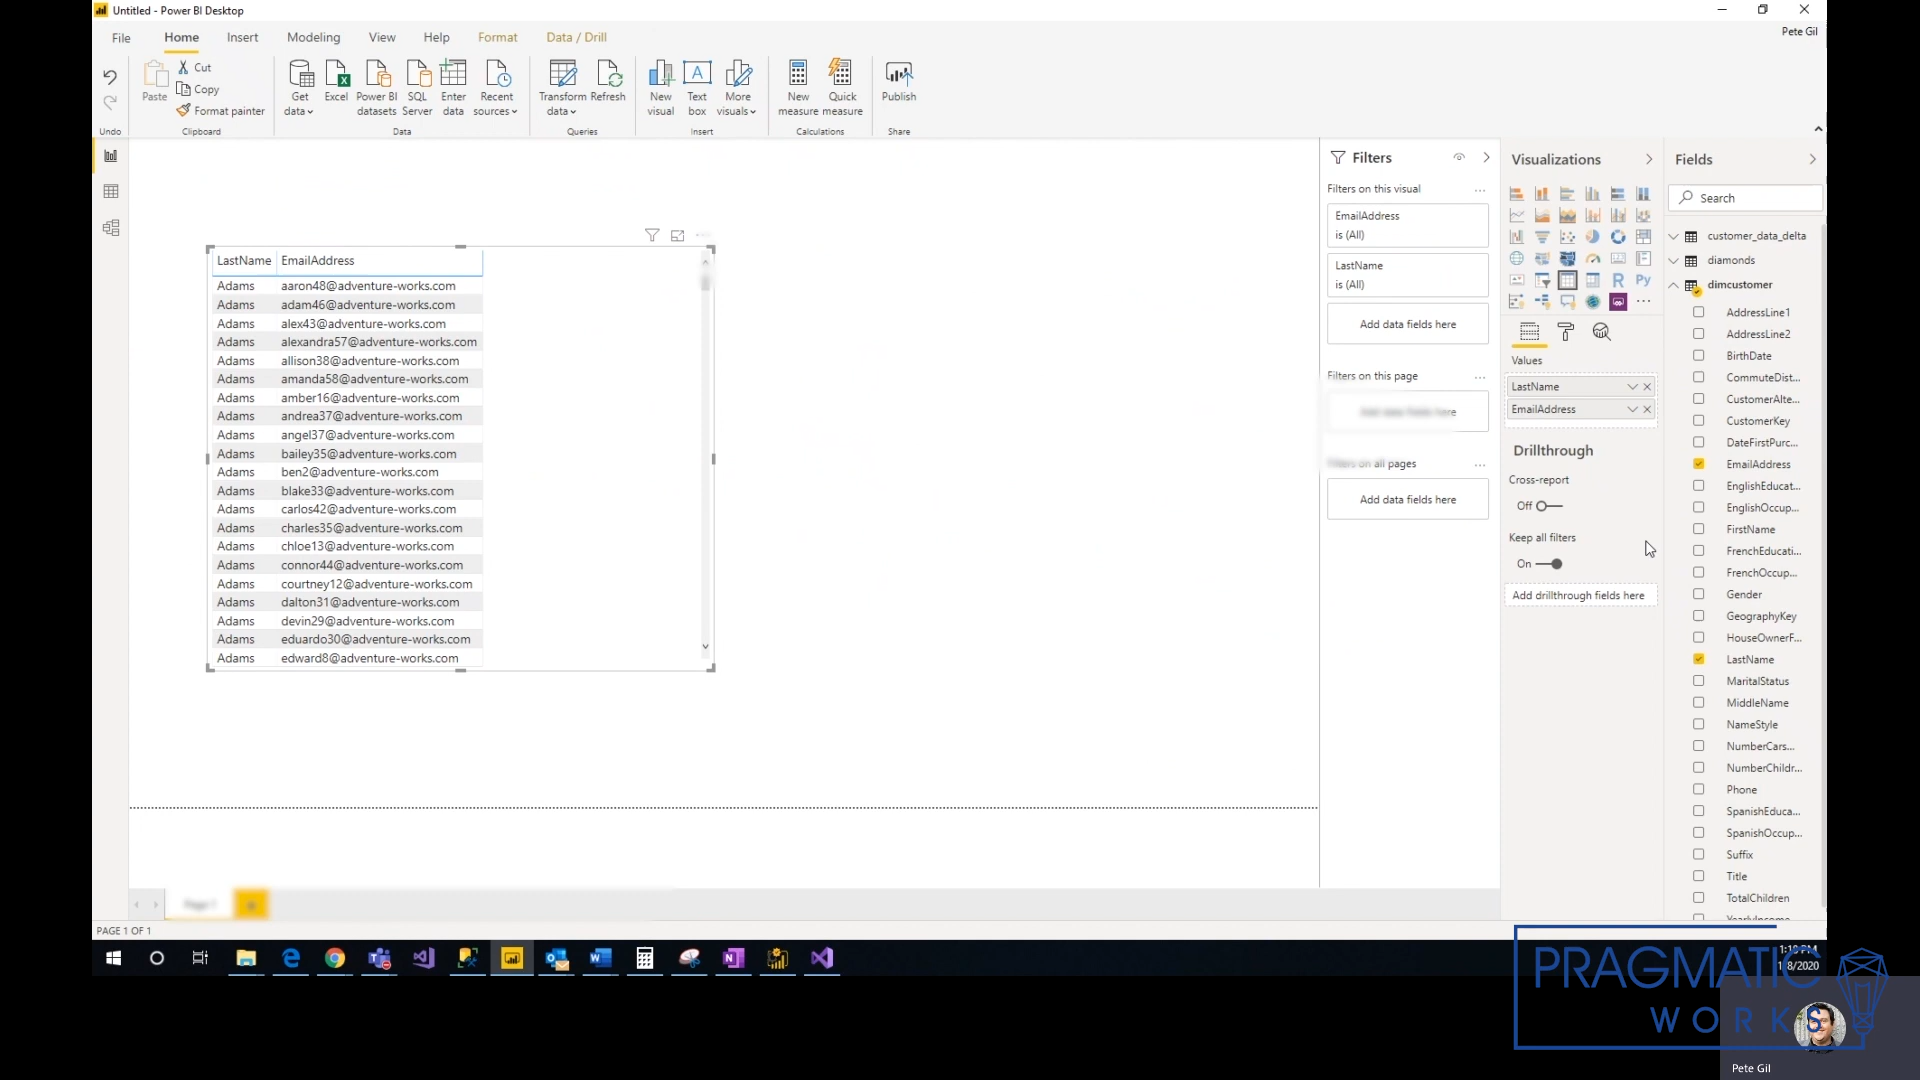 Untitled - Power BI Desktop
Pete Gil
File Home Insert Modeling View Help Format Data / Drill
Paste
Cut
Copy
Format painter
Get data
Excel
Power BI datasets
SQL Server
Enter data
Recent sources
Transform data
Refresh
New visual
Text box
More visuals
New measure
Quick measure
Publish
Undo Clipboard Data Queries Insert Calculations Share
LastName EmailAddress
Adams aaron48@adventure-works.com
Adams adam46@adventure-works.com
Adams alex43@adventure-works.com
Adams alexandra57@adventure-works.com
Adams allison38@adventure-works.com
Adams amanda58@adventure-works.com
Adams amber16@adventure-works.com
Adams andrea37@adventure-works.com
Adams angel37@adventure-works.com
Adams bailey35@adventure-works.com
Adams ben2@adventure-works.com
Adams blake33@adventure-works.com
Adams carlos42@adventure-works.com
Adams charles35@adventure-works.com
Adams chloe13@adventure-works.com
Adams connor44@adventure-works.com
Adams courtney12@adventure-works.com
Adams dalton31@adventure-works.com
Adams devin29@adventure-works.com
Adams eduardo30@adventure-works.com
Adams edward8@adventure-works.com
Filters
Filters on this visual
EmailAddress
is (All)
LastName
is (All)
Add data fields here
Filters on this page
Add data fields here
Filters on all pages
Add data fields here
Visualizations
R Py
Values
LastName
EmailAddress
Drillthrough
Cross-report
Off
Keep all filters
On
Add drillthrough fields here
Fields
Search
customer_data_delta
diamonds
dimcustomer
AddressLine1
AddressLine2
BirthDate
CommuteDist...
CustomerAlte...
CustomerKey
DateFirstPurc...
EmailAddress
EnglishEducat...
EnglishOccup...
FirstName
FrenchEducati...
FrenchOccup...
Gender
GeographyKey
HouseOwnerF...
LastName
MaritalStatus
MiddleName
NameStyle
NumberCars...
NumberChildr...
Phone
SpanishEduca...
SpanishOccup...
Suffix
Title
TotalChildren
YearlyIncome
Page 1
PAGE 1 OF 1
PRAGMATIC
WORKS
Pete Gil